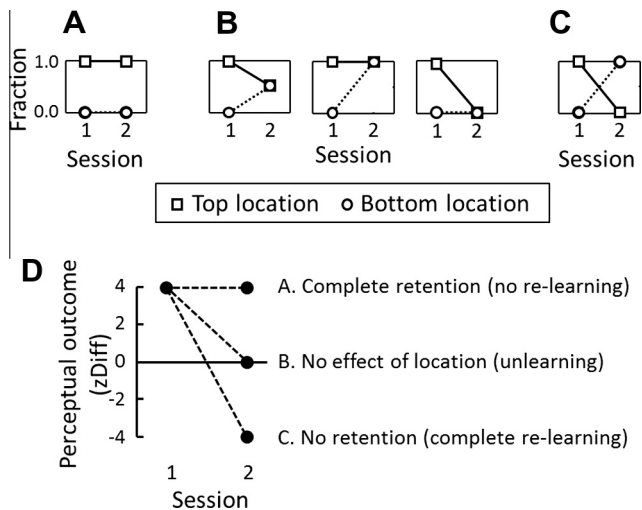 A B C
Fraction
1.0
0.0
1 2 1 2 1 2 1 2 1 2
Session Session Session
Top location Bottom location
D
Perceptual outcome
(zDiff)
4
2
0
-2
-4
A. Complete retention (no re-learning)
B. No effect of location (unlearning)
C. No retention (complete re-learning)
1 2
Session